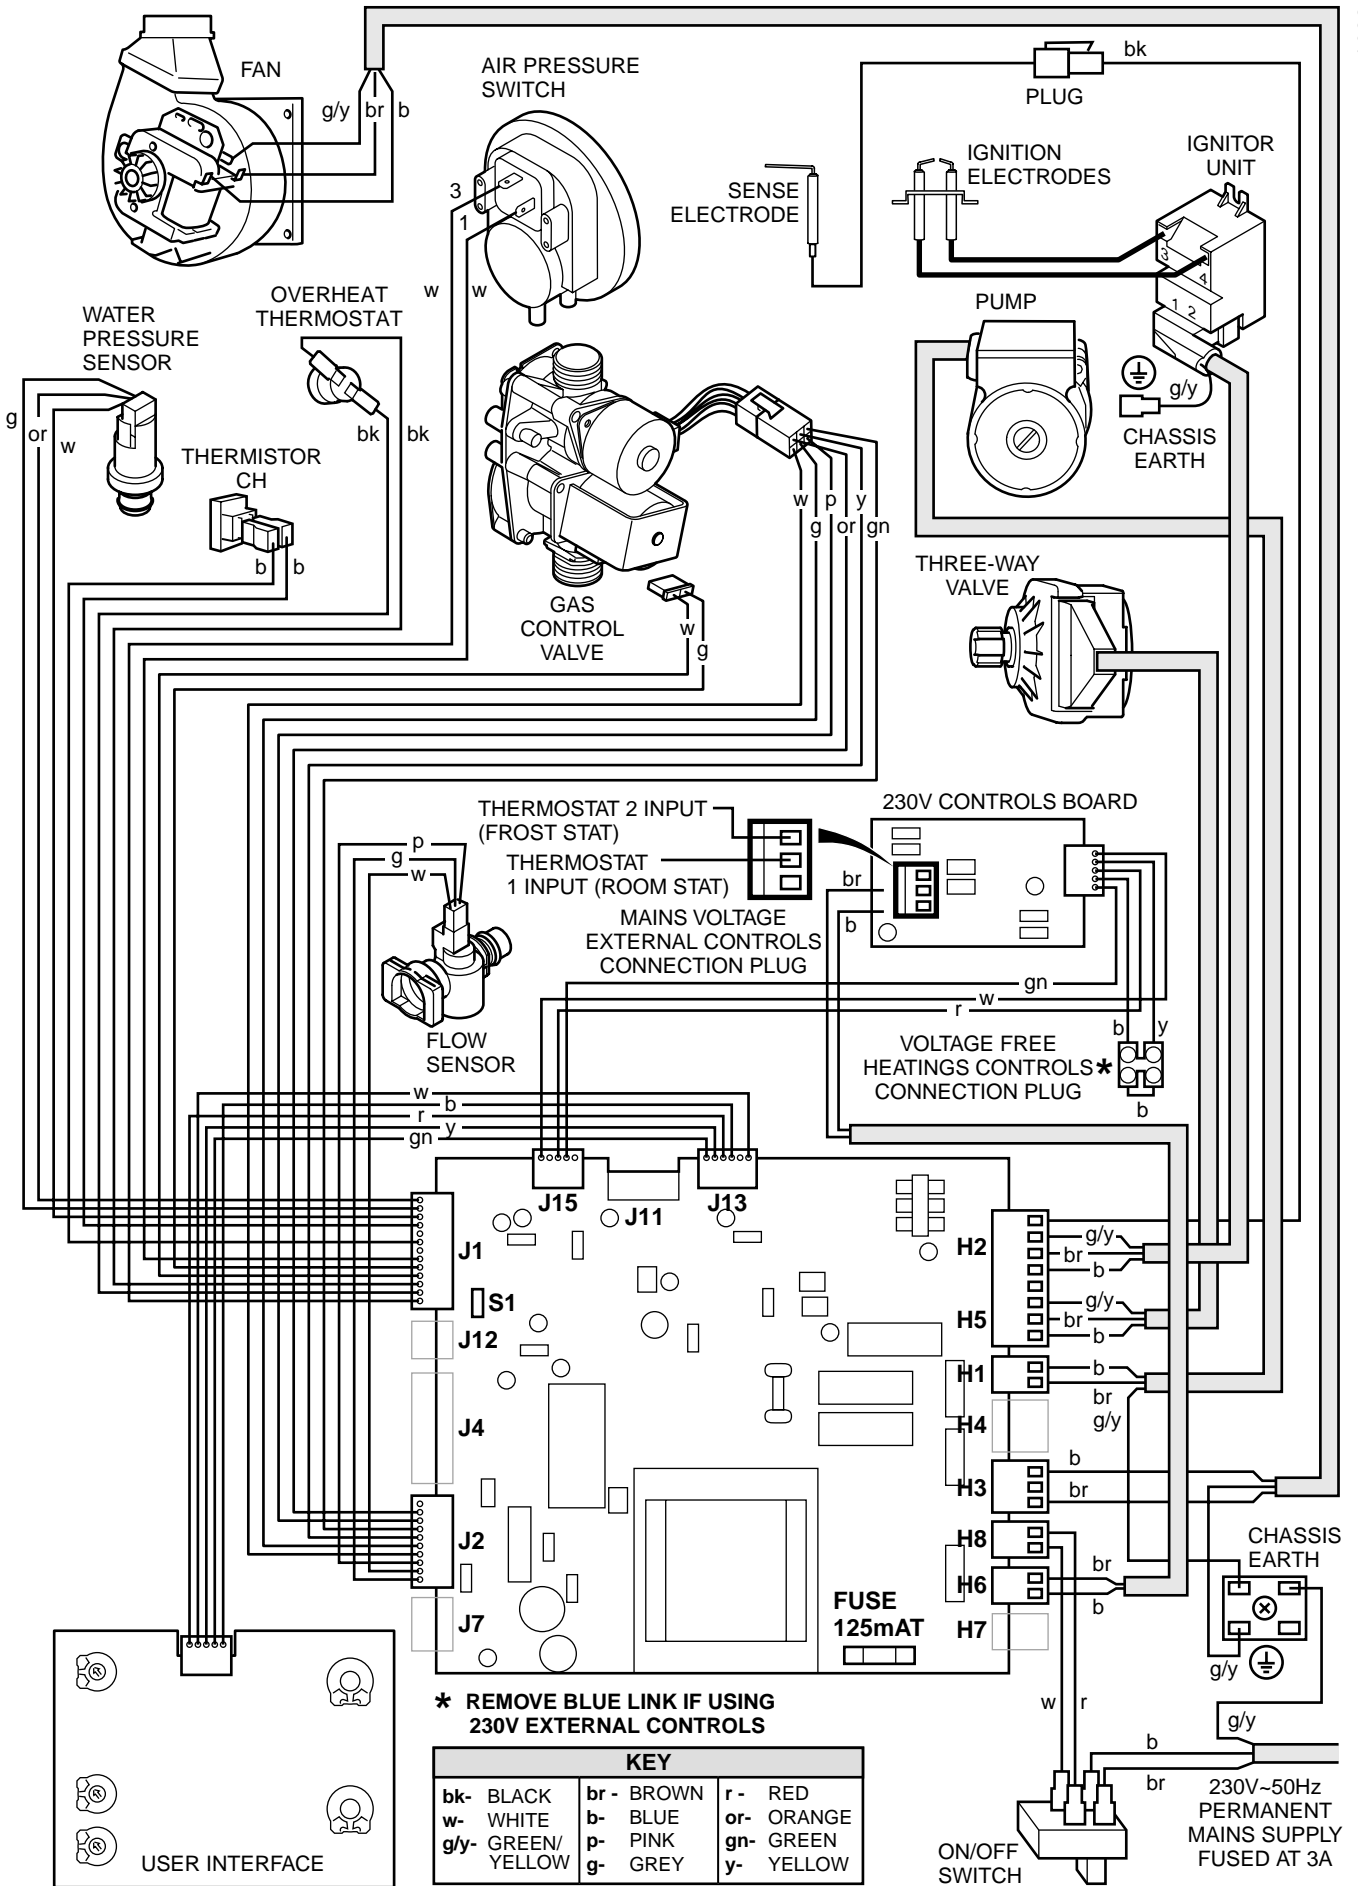 FAN
g/y br b
AIR PRESSURE
SWITCH
3
1
w w
PLUG
bk
SENSE
ELECTRODE
IGNITION
ELECTRODES
IGNITOR
UNIT
3
4
1 2
g/y
CHASSIS
EARTH
WATER
PRESSURE
SENSOR
g or w
OVERHEAT
THERMOSTAT
bk bk
THERMISTOR
CH
b b
PUMP
w p y
g or gn
GAS
CONTROL
VALVE
w
g
THREE-WAY
VALVE
THERMOSTAT 2 INPUT
(FROST STAT)
THERMOSTAT
1 INPUT (ROOM STAT)
MAINS VOLTAGE
EXTERNAL CONTROLS
CONNECTION PLUG
230V CONTROLS BOARD
br
b
p
g
w
FLOW
SENSOR
gn
w
r
b y
VOLTAGE FREE
HEATINGS CONTROLS *
CONNECTION PLUG
b
w
b
r
y
gn
J15
J11
J13
J1
S1
J12
J4
J2
J7
H2
g/y
br
b
H5
g/y
br
b
H1
b
br
g/y
H4
b
H3
br
H8
H6
br
b
H7
FUSE
125mAT
CHASSIS
EARTH
g/y
g/y
w r
b
br
ON/OFF
SWITCH
230V~50Hz
PERMANENT
MAINS SUPPLY
FUSED AT 3A
USER INTERFACE
* REMOVE BLUE LINK IF USING
230V EXTERNAL CONTROLS
KEY
bk- BLACK br - BROWN r - RED
w- WHITE b- BLUE or- ORANGE
g/y- GREEN/ p- PINK gn- GREEN
YELLOW g- GREY y- YELLOW